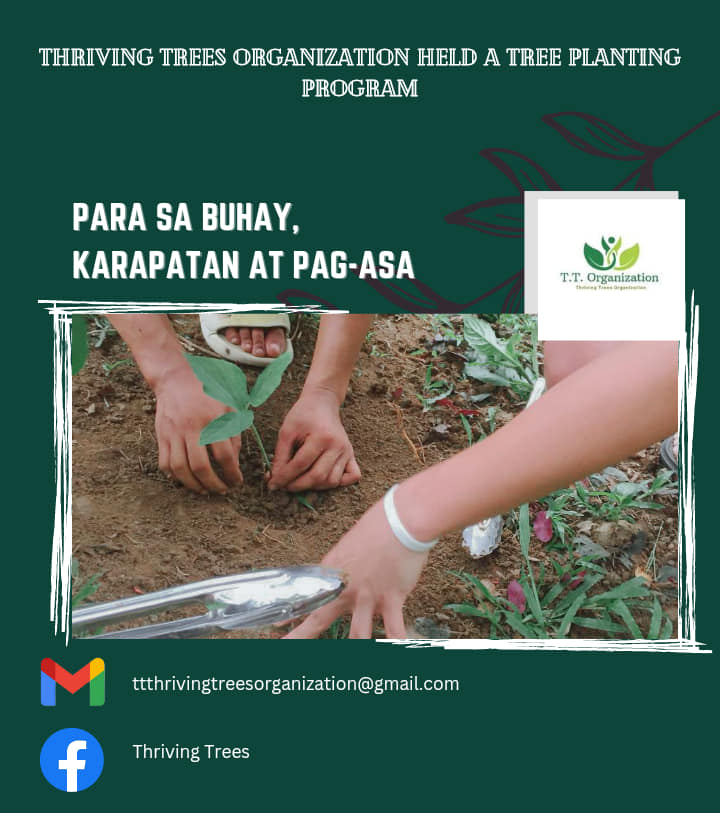 THRIVING TREES ORGANIZATION HELD A TREE PLANTING
PROGRAM
PARA SA BUHAY,
KARAPATAN AT PAG-ASA
T.T. Organization
Thriving Trees Organization
ttthrivingtreesorganization@gmail.com
Thriving Trees